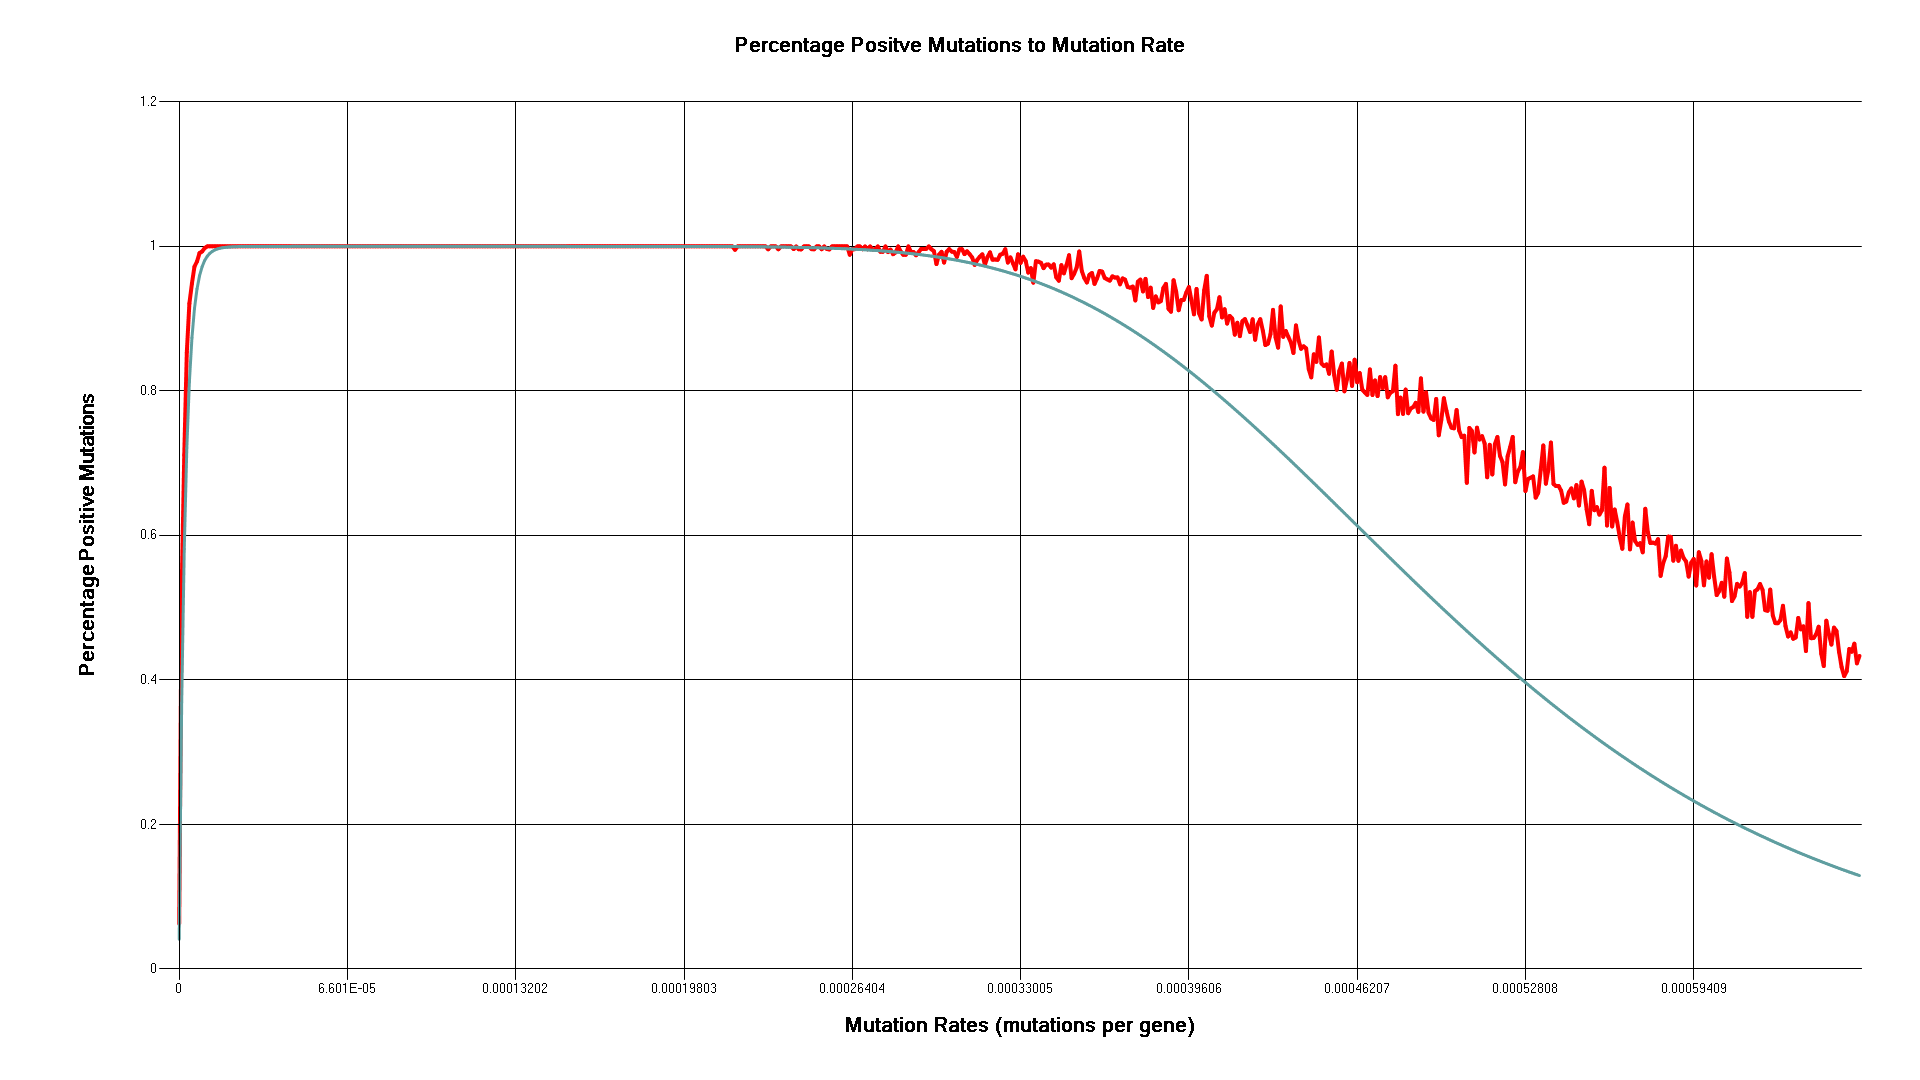 Percentage Positve Mutations to Mutation Rate
1.2
1
0.8
0.6
0.4
0.2
0
Percentage Positive Mutations
0 6.601E-05 0.00013202 0.00019803 0.00026404 0.00033005 0.00039606 0.00046207 0.00052808 0.00059409
Mutation Rates (mutations per gene)